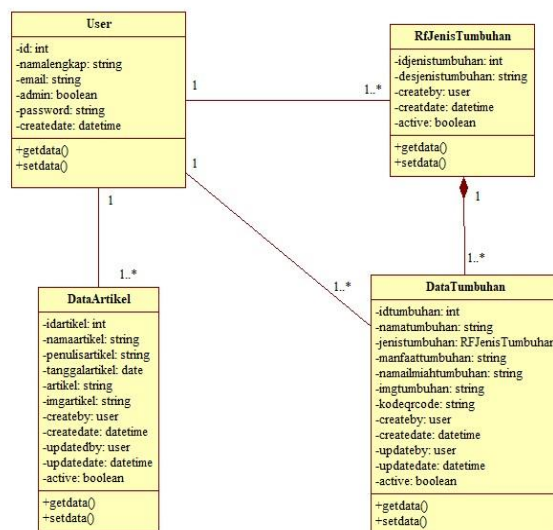 User
-id: int
-namalengkap: string
-email: string
-admin: boolean
-password: string
-createdate: datetime
+getdata()
+setdata()
1
1..*
RfJenisTumbuhan
-idjenistumbuhan: int
-desjenistumbuhan: string
-createby: user
-creatdate: datetime
-active: boolean
+getdata()
+setdata()
1
1..*
1
1..*
1
1..*
DataArtikel
-idartikel: int
-namaartikel: string
-penulisartikel: string
-tanggalartikel: date
-artikel: string
-imgartikel: string
-createby: user
-createdate: datetime
-updatedby: user
-updatedate: datetime
-active: boolean
+getdata()
+setdata()
DataTumbuhan
-idtumbuhan: int
-namatumbuhan: string
-jenistumbuhan: RFJenisTumbuhan
-manfaattumbuhan: string
-namailmiahtumbuhan: string
-imgtumbuhan: string
-kodeqrcode: string
-createby: user
-createdate: datetime
-updateby: user
-updatedate: datetime
-active: boolean
+getdata()
+setdata()